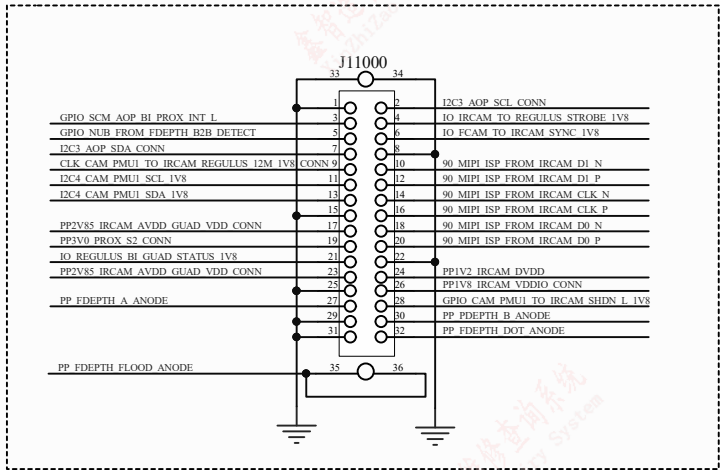 J11000
33 34
1 2 I2C3 AOP SCL CONN
GPIO SCM AOP BI PROX INT L 3 4 IO IRCAM TO REGULUS STROBE 1V8
GPIO NUB FROM FDEPTH B2B DETECT 5 6 IO FCAM TO IRCAM SYNC 1V8
I2C3 AOP SDA CONN 7 8
CLK CAM PMU1 TO IRCAM REGULUS 12M 1V8 CONN 9 10 90 MIPI ISP FROM IRCAM D1 N
I2C4 CAM PMU1 SCL 1V8 11 12 90 MIPI ISP FROM IRCAM D1 P
I2C4 CAM PMU1 SDA 1V8 13 14 90 MIPI ISP FROM IRCAM CLK N
15 16 90 MIPI ISP FROM IRCAM CLK P
PP2V85 IRCAM AVDD GUAD VDD CONN 17 18 90 MIPI ISP FROM IRCAM D0 N
PP3V0 PROX S2 CONN 19 20 90 MIPI ISP FROM IRCAM D0 P
IO REGULUS BI GUAD STATUS 1V8 21 22
PP2V85 IRCAM AVDD GUAD VDD CONN 23 24 PP1V2 IRCAM DVDD
25 26 PP1V8 IRCAM VDDIO CONN
PP FDEPTH A ANODE 27 28 GPIO CAM PMU1 TO IRCAM SHDN L 1V8
29 30 PP PDEPTH B ANODE
31 32 PP FDEPTH DOT ANODE
PP FDEPTH FLOOD ANODE 35 36